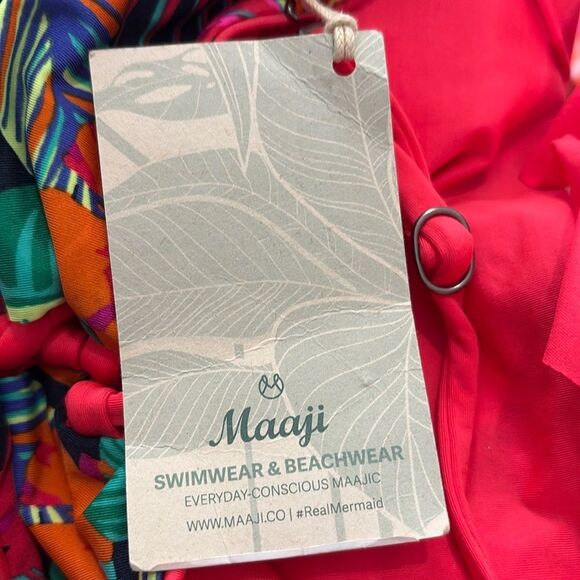 Maaji
SWIMWEAR & BEACHWEAR
EVERYDAY-CONSCIOUS MAAJIC
WWW.MAAJI.CO | #RealMermaid